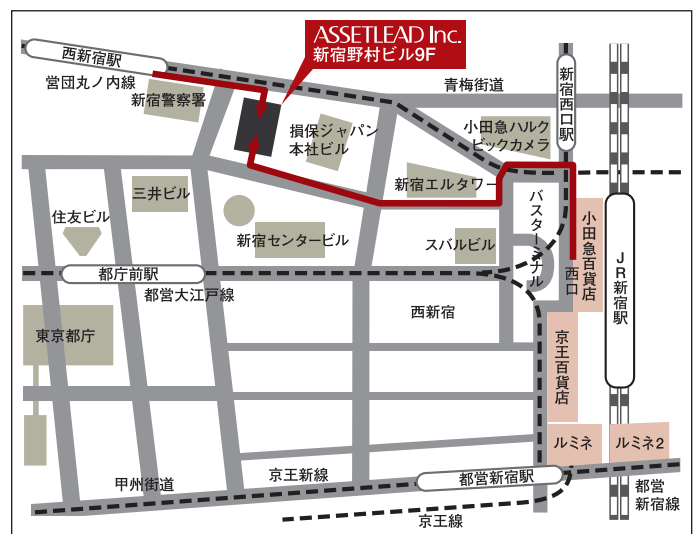 ASSETLEAD Inc.
新宿野村ビル9F
西新宿駅
営団丸ノ内線
新宿警察署
青梅街道
新宿西口駅
損保ジャパン
本社ビル
小田急ハルク
ビックカメラ
新宿エルタワー
三井ビル
住友ビル
新宿センタービル
スバルビル
バスターミナル
小田急百貨店
西口
JR新宿駅
都庁前駅
都営大江戸線
西新宿
東京都庁
京王百貨店
ルミネ
ルミネ2
甲州街道
京王新線
都営新宿駅
都営
新宿線
京王線